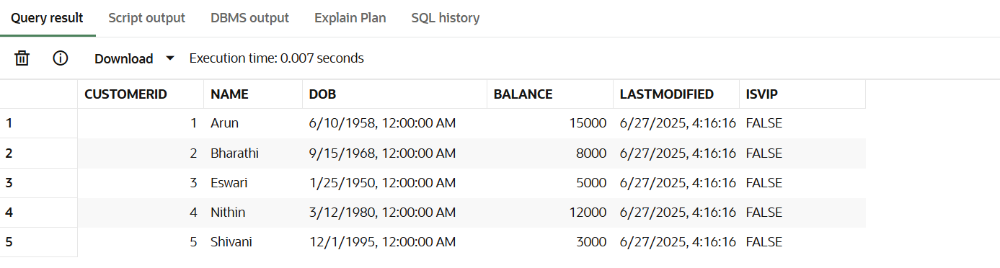 Query result Script output DBMS output Explain Plan SQL history
Download Execution time: 0.007 seconds
CUSTOMERID NAME DOB BALANCE LASTMODIFIED ISVIP
1 1 Arun 6/10/1958, 12:00:00 AM 15000 6/27/2025, 4:16:16 FALSE
2 2 Bharathi 9/15/1968, 12:00:00 AM 8000 6/27/2025, 4:16:16 FALSE
3 3 Eswari 1/25/1950, 12:00:00 AM 5000 6/27/2025, 4:16:16 FALSE
4 4 Nithin 3/12/1980, 12:00:00 AM 12000 6/27/2025, 4:16:16 FALSE
5 5 Shivani 12/1/1995, 12:00:00 AM 3000 6/27/2025, 4:16:16 FALSE